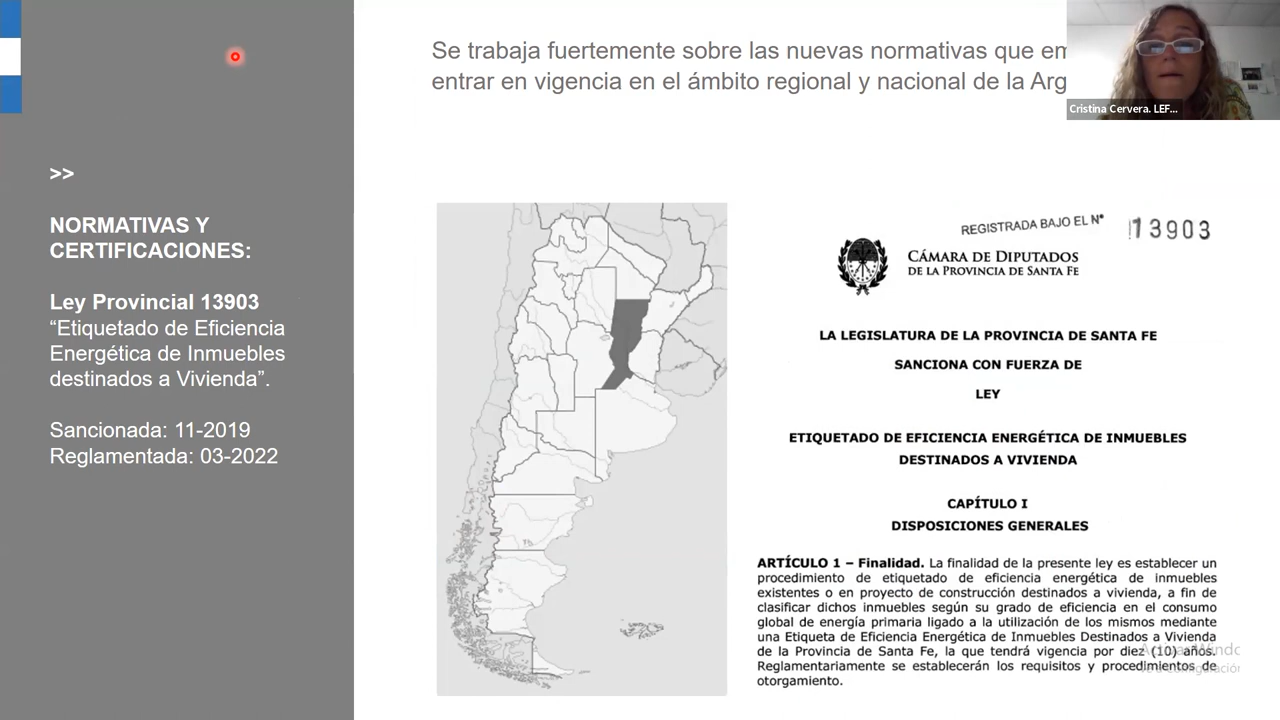 Se trabaja fuertemente sobre las nuevas normativas que
entrar en vigencia en el ámbito regional y nacional de la
Cristina Cervera. LEF...
>>
NORMATIVAS Y
CERTIFICACIONES:
Ley Provincial 13903
“Etiquetado de Eficiencia
Energética de Inmuebles
destinados a Vivienda”.
Sancionada: 11-2019
Reglamentada: 03-2022
REGISTRADA BAJO EL Nº 13903
CÁMARA DE DIPUTADOS
DE LA PROVINCIA DE SANTA FE
LA LEGISLATURA DE LA PROVINCIA DE SANTA FE
SANCIONA CON FUERZA DE
LEY
ETIQUETADO DE EFICIENCIA ENERGÉTICA DE INMUEBLES
DESTINADOS A VIVIENDA
CAPÍTULO I
DISPOSICIONES GENERALES
ARTÍCULO 1 – Finalidad. La finalidad de la presente ley es establecer un
procedimiento de etiquetado de eficiencia energética de inmuebles
existentes o en proyecto de construcción destinados a vivienda, a fin de
clasificar dichos inmuebles según su grado de eficiencia en el consumo
global de energía primaria ligado a la utilización de los mismos mediante
una Etiqueta de Eficiencia Energética de Inmuebles Destinados a Vivienda
de la Provincia de Santa Fe, la que tendrá vigencia por diez (10) años.
Reglamentariamente se establecerán los requisitos y procedimientos de
otorgamiento.